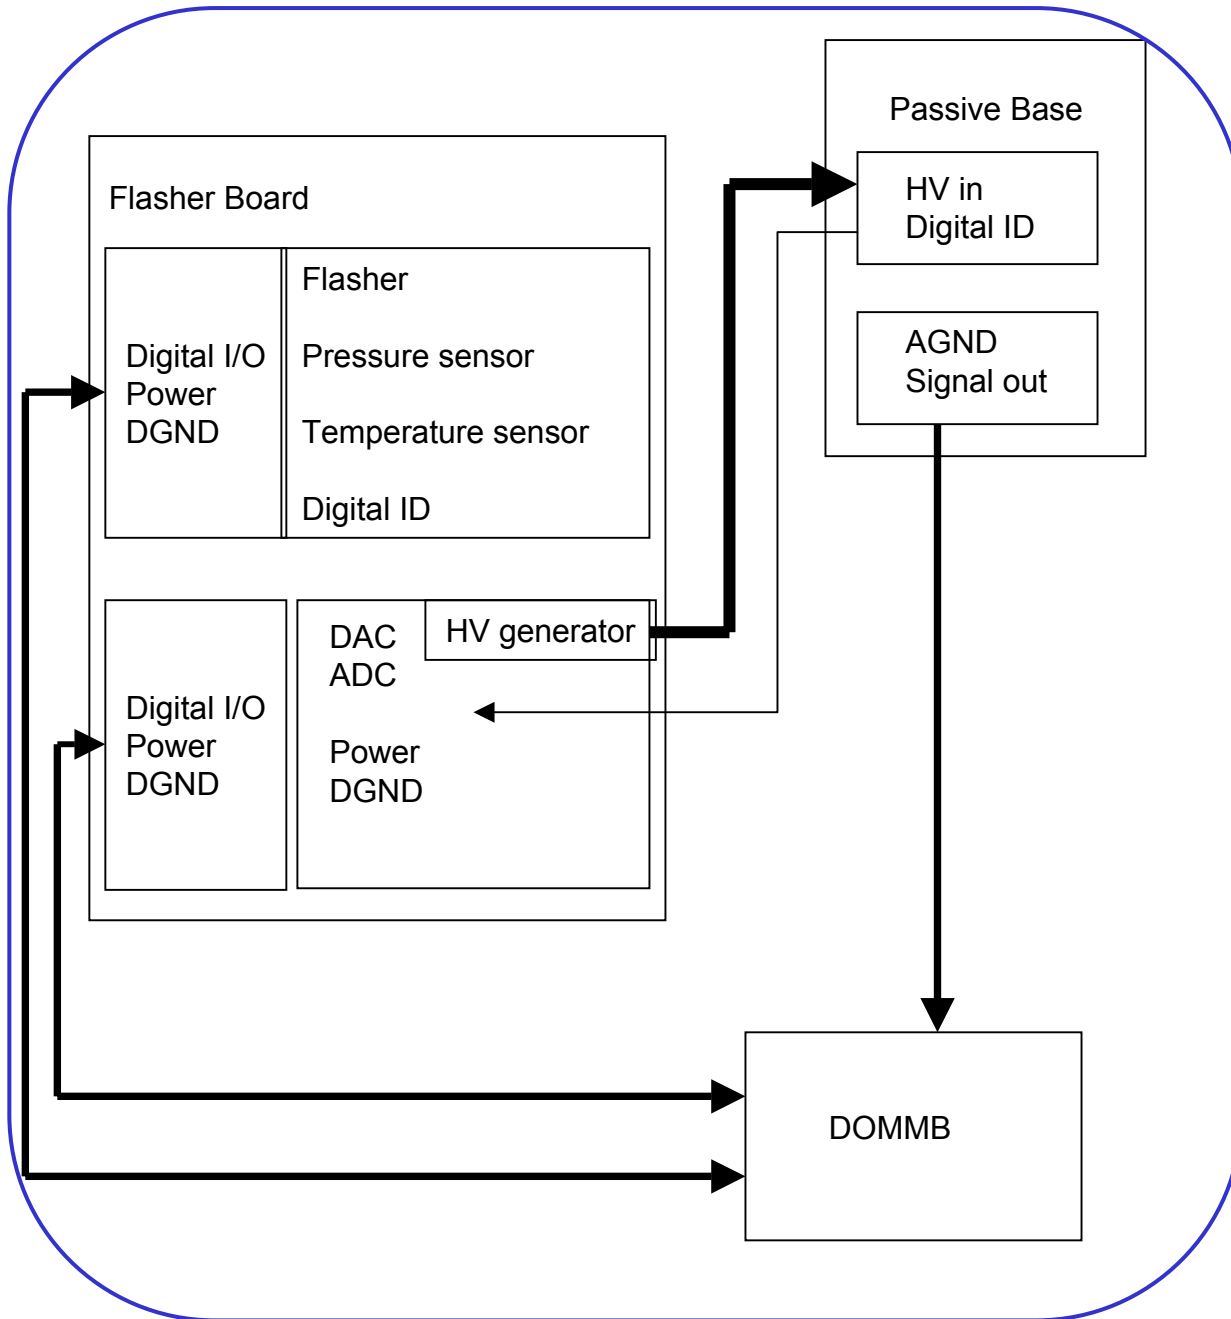 Passive Base
HV in
Digital ID
AGND
Signal out
Flasher Board
Digital I/O
Power
DGND
Flasher
Pressure sensor
Temperature sensor
Digital ID
Digital I/O
Power
DGND
DAC
ADC
Power
DGND
HV generator
DOMMB